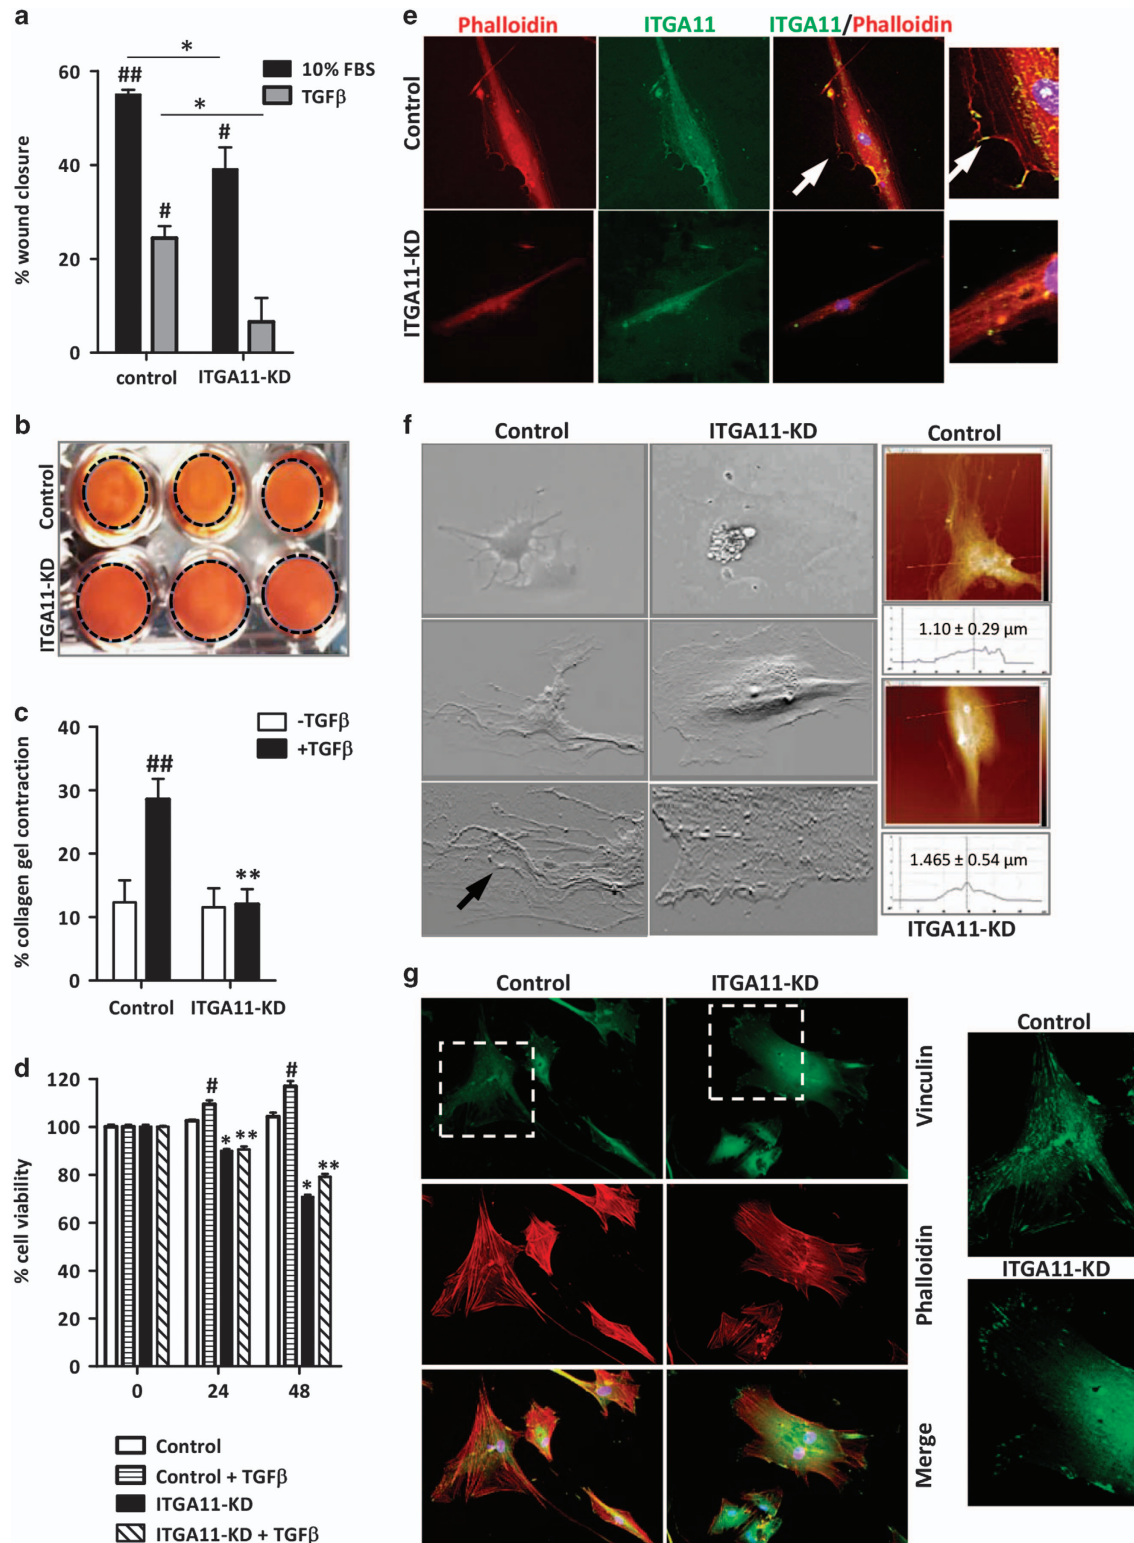 a
*
60
##
10% FBS
TGFβ
*
#
40
#
20
0
% wound closure
control
ITGA11-KD
b
Control
ITGA11-KD
c
40
-TGFβ
+TGFβ
##
30
20
**
10
0
% collagen gel contraction
Control
ITGA11-KD
d
120
#
#
100
*
**
80
*
**
60
40
20
0
% cell viability
0
24
48
Control
Control + TGFβ
ITGA11-KD
ITGA11-KD + TGFβ
e
Phalloidin
ITGA11
ITGA11/Phalloidin
Control
ITGA11-KD
f
Control
ITGA11-KD
Control
1.10 ± 0.29 µm
1.465 ± 0.54 µm
ITGA11-KD
g
Control
ITGA11-KD
Vinculin
Phalloidin
Merge
Control
ITGA11-KD